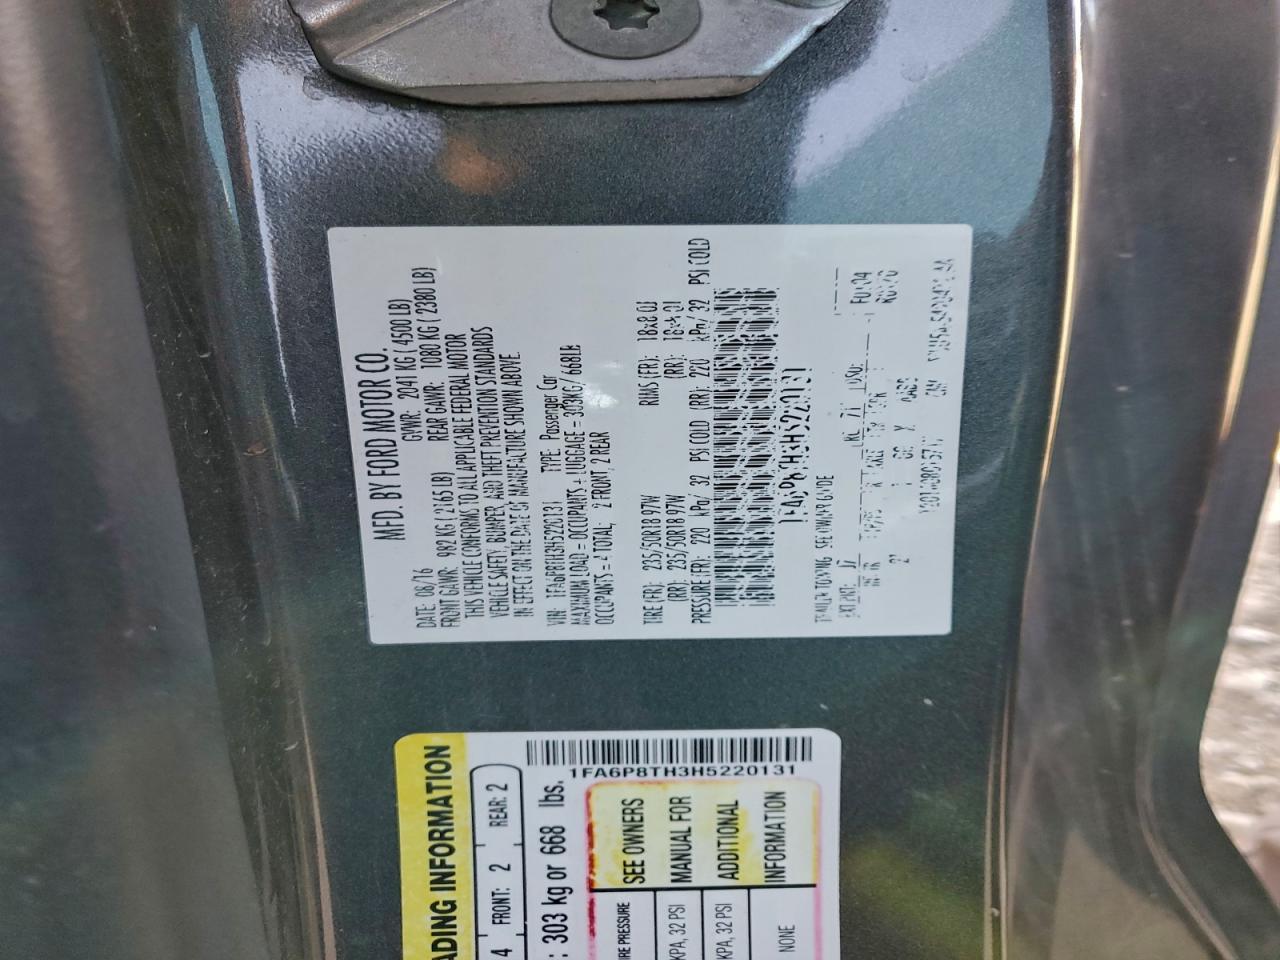 MFD. BY FORD MOTOR CO.
DATE: 08/16 GVWR: 2041 KG ( 4500 LB)
FRONT GAWR: 982 KG ( 2165 LB) REAR GAWR: 1080 KG ( 2380 LB)
THIS VEHICLE CONFORMS TO ALL APPLICABLE FEDERAL MOTOR
VEHICLE SAFETY, BUMPER, AND THEFT PREVENTION STANDARDS
IN EFFECT ON THE DATE OF MANUFACTURE SHOWN ABOVE.
VIN: 1FA6P8TH3H5220131 TYPE: Passenger Car
MAXIMUM LOAD = OCCUPANTS + LUGGAGE = 303KG/ 668LB
OCCUPANTS = 4 TOTAL; 2 FRONT, 2 REAR
TIRE (FR): 235/50R18 97W RIMS (FR): 18x8.0J
(RR): 235/50R18 97W (RR):
PRESSURE (FR): 220 kPa/ 32 PSI COLD (RR): 220 kPa/ 32 PSI COLD
1FA6P8TH3H5220131
TRAILER TOWING SEE OWNER GUIDE
ADING INFORMATION
4 FRONT: 2 REAR: 2
: 303 kg or 668 lbs.
1FA6P8TH3H5220131
SEE OWNERS
MANUAL FOR
ADDITIONAL
INFORMATION
IRE PRESSURE
KPA, 32 PSI
KPA, 32 PSI
NONE